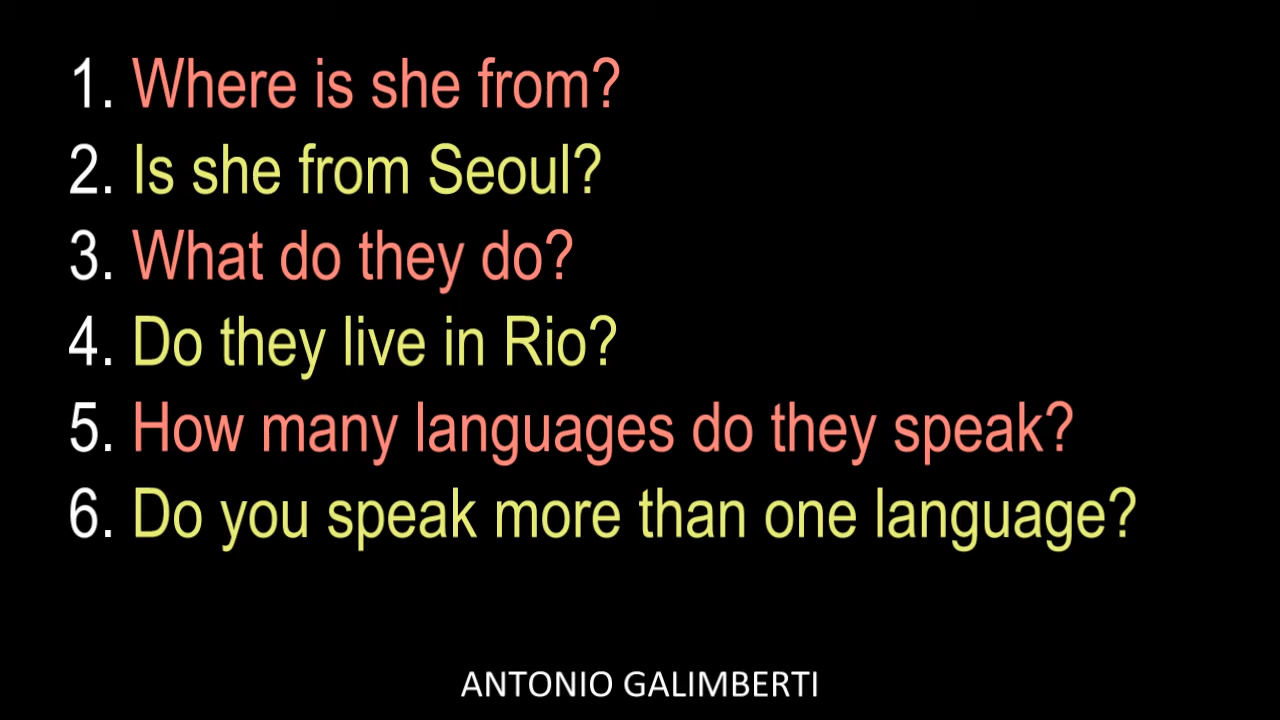 1. Where is she from?
2. Is she from Seoul?
3. What do they do?
4. Do they live in Rio?
5. How many languages do they speak?
6. Do you speak more than one language?
ANTONIO GALIMBERTI